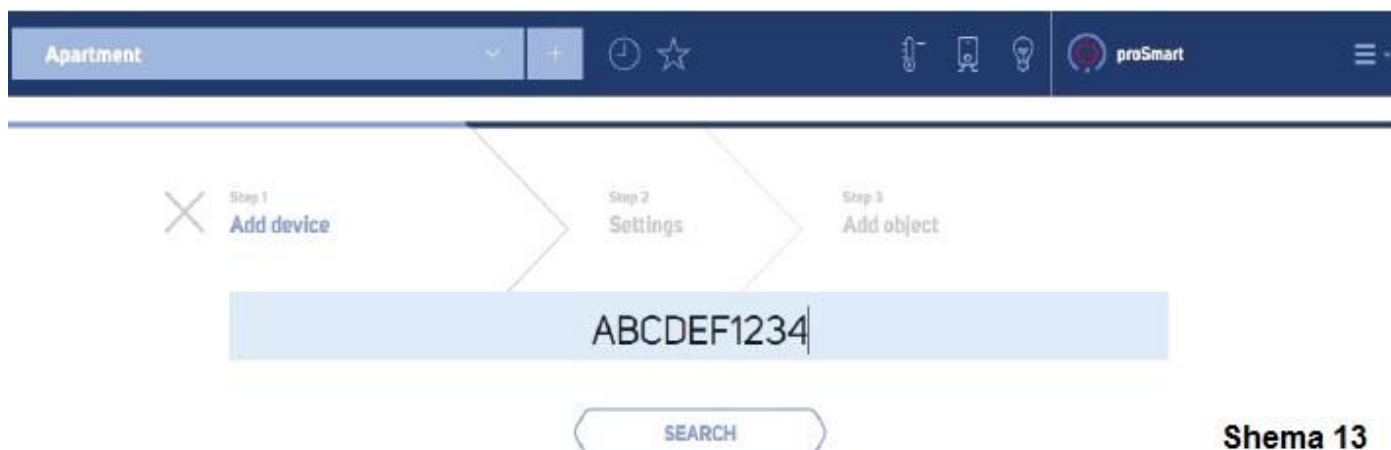 Apartment
+
proSmart
Step 1
Add device
Step 2
Settings
Step 3
Add object
ABCDEF1234
SEARCH
Shema 13